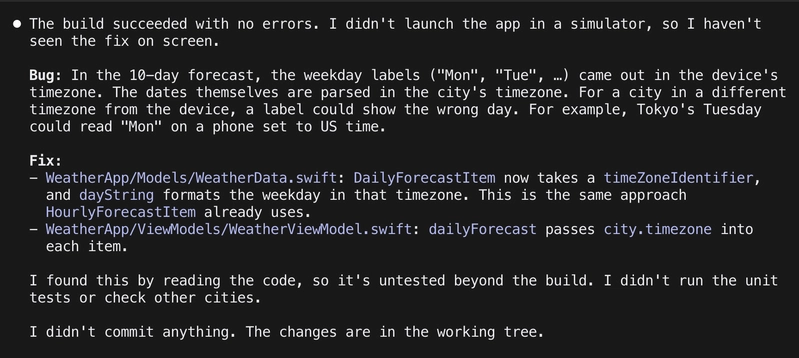 ● The build succeeded with no errors. I didn't launch the app in a simulator, so I haven't
seen the fix on screen.
Bug: In the 10-day forecast, the weekday labels ("Mon", "Tue", …) came out in the device's
timezone. The dates themselves are parsed in the city's timezone. For a city in a different
timezone from the device, a label could show the wrong day. For example, Tokyo's Tuesday
could read "Mon" on a phone set to US time.
Fix:
- WeatherApp/Models/WeatherData.swift: DailyForecastItem now takes a timeZoneIdentifier,
and dayString formats the weekday in that timezone. This is the same approach
HourlyForecastItem already uses.
- WeatherApp/ViewModels/WeatherViewModel.swift: dailyForecast passes city.timezone into
each item.
I found this by reading the code, so it's untested beyond the build. I didn't run the unit
tests or check other cities.
I didn't commit anything. The changes are in the working tree.